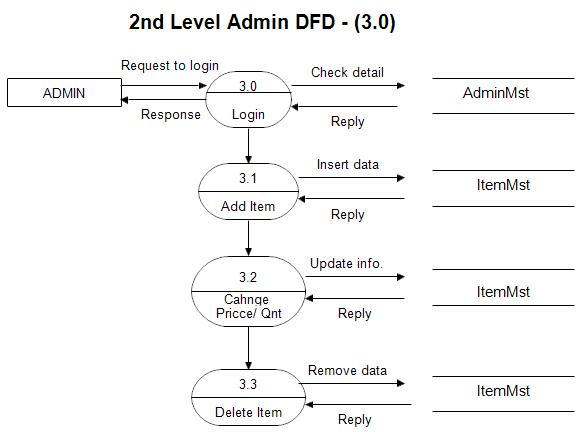 2nd Level Admin DFD - (3.0)
Request to login
Check detail
ADMIN
3.0
AdminMst
Response
Login
Reply
Insert data
3.1
ItemMst
Add Item
Reply
Update info.
3.2
ItemMst
Cahnge
Pricce/ Qnt
Reply
Remove data
3.3
ItemMst
Delete Item
Reply